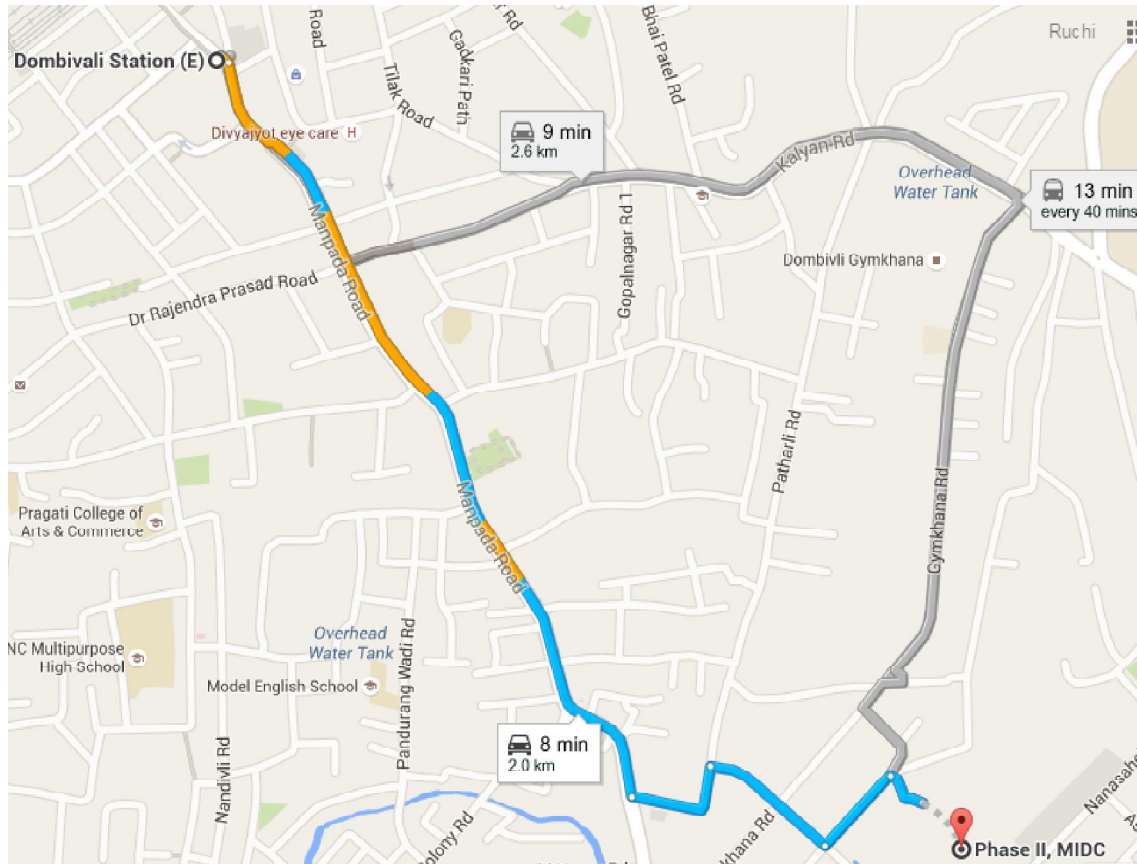 Road
Rd
Bhai Patel Rd
Ruchi
Dombivali Station (E)
Gadkari Path
Tilak Road
Divyajyot eye care H
9 min
2.6 km
Kalyan Rd
Overhead
Water Tank
13 min
every 40 mins
Manpada Road
Gopalnagar Rd 1
Dombivli Gymkhana
Dr Rajendra Prasad Road
Patharli Rd
Manpada Road
Gymkhana Rd
Pragati College of
Arts & Commerce
Overhead
Water Tank
NC Multipurpose
High School
Model English School
Pandurang Wadi Rd
8 min
2.0 km
Nandivli Rd
olony Rd
khana Rd
Nanasahe
Phase II, MIDC